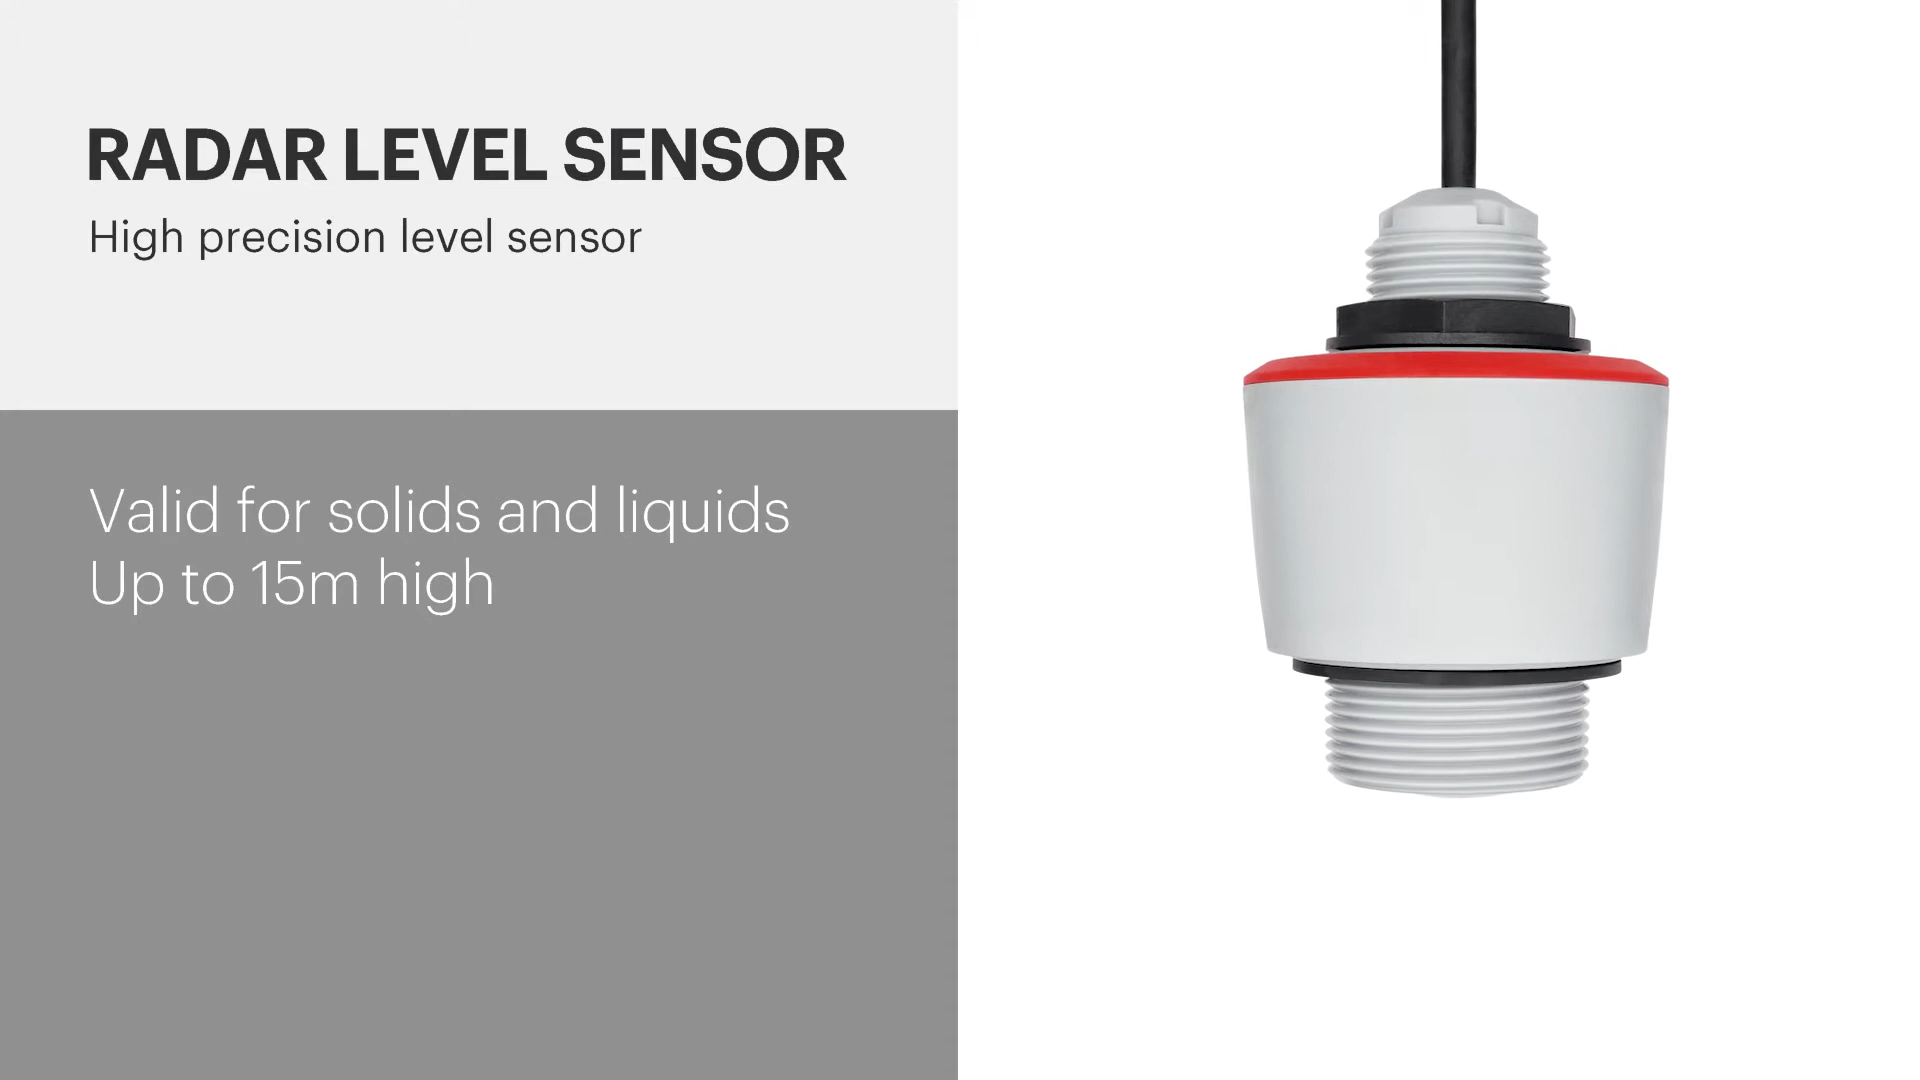 RADAR LEVEL SENSOR
High precision level sensor
Valid for solids and liquids
Up to 15m high